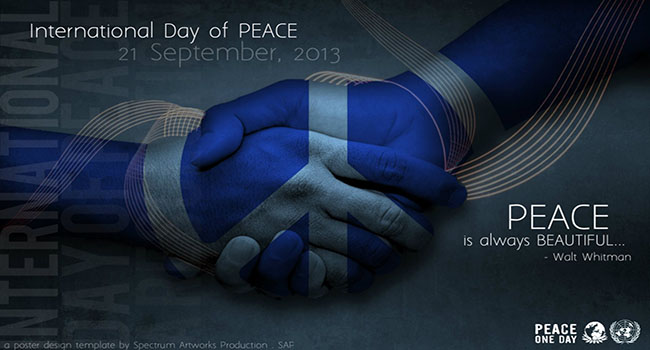 International Day of PEACE
21 September, 2013
INTERNATIONAL
DAY OF PEACE
PEACE
is always BEAUTIFUL...
- Walt Whitman
PEACE
ONE DAY
a poster design template by Spectrum Artworks Production . SAF